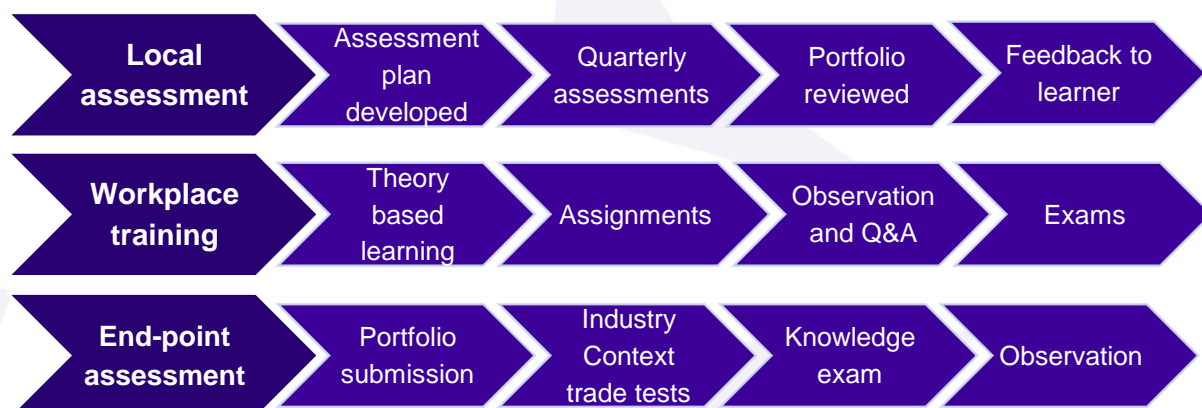 Local
assessment
Assessment
plan
developed
Quarterly
assessments
Portfolio
reviewed
Feedback to
learner
Workplace
training
Theory
based
learning
Assignments
Observation
and Q&A
Exams
End-point
assessment
Portfolio
submission
Industry
Context
trade tests
Knowledge
exam
Observation